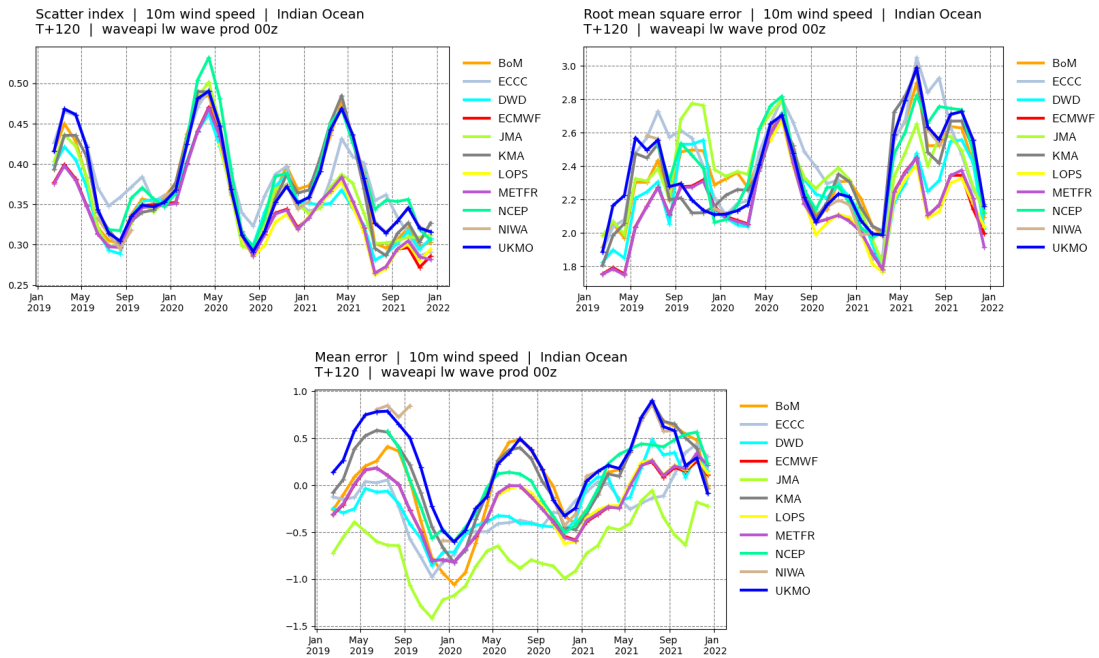 Scatter index  |  10m wind speed  |  Indian Ocean
T+120  |  waveapi lw wave prod 00z
0.50
0.45
0.40
0.35
0.30
0.25
Jan 2019
May 2019
Sep 2019
Jan 2020
May 2020
Sep 2020
Jan 2021
May 2021
Sep 2021
Jan 2022
BoM
ECCC
DWD
ECMWF
JMA
KMA
LOPS
METFR
NCEP
NIWA
UKMO
Root mean square error  |  10m wind speed  |  Indian Ocean
T+120  |  waveapi lw wave prod 00z
3.0
2.8
2.6
2.4
2.2
2.0
1.8
Jan 2019
May 2019
Sep 2019
Jan 2020
May 2020
Sep 2020
Jan 2021
May 2021
Sep 2021
Jan 2022
BoM
ECCC
DWD
ECMWF
JMA
KMA
LOPS
METFR
NCEP
NIWA
UKMO
Mean error  |  10m wind speed  |  Indian Ocean
T+120  |  waveapi lw wave prod 00z
1.0
0.5
0.0
−0.5
−1.0
−1.5
Jan 2019
May 2019
Sep 2019
Jan 2020
May 2020
Sep 2020
Jan 2021
May 2021
Sep 2021
Jan 2022
BoM
ECCC
DWD
ECMWF
JMA
KMA
LOPS
METFR
NCEP
NIWA
UKMO